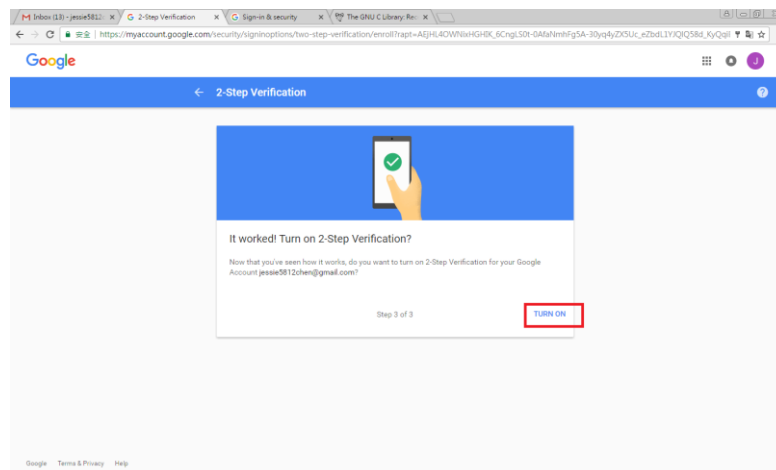 Inbox (13) - jessie5812
2-Step Verification
Sign-in & security
The GNU C Library: Re
安全
https://myaccount.google.com/security/signinoptions/two-step-verification/enroll?rapt=
Google
J
2-Step Verification
It worked! Turn on 2-Step Verification?
Now that you've seen how it works, do you want to turn on 2-Step Verification for your Google
Account jessie5812chen@gmail.com?
Step 3 of 3
TURN ON
Google Terms & Privacy Help